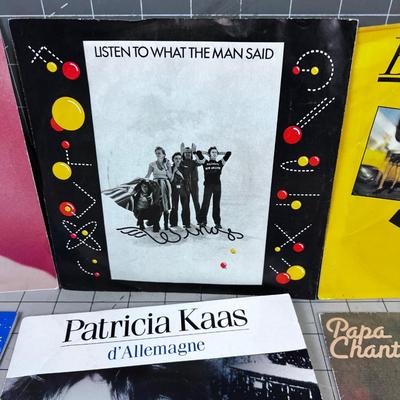 LISTEN TO WHAT THE MAN SAID
Wings
Patricia Kaas
d'Allemagne
Papa
Chant